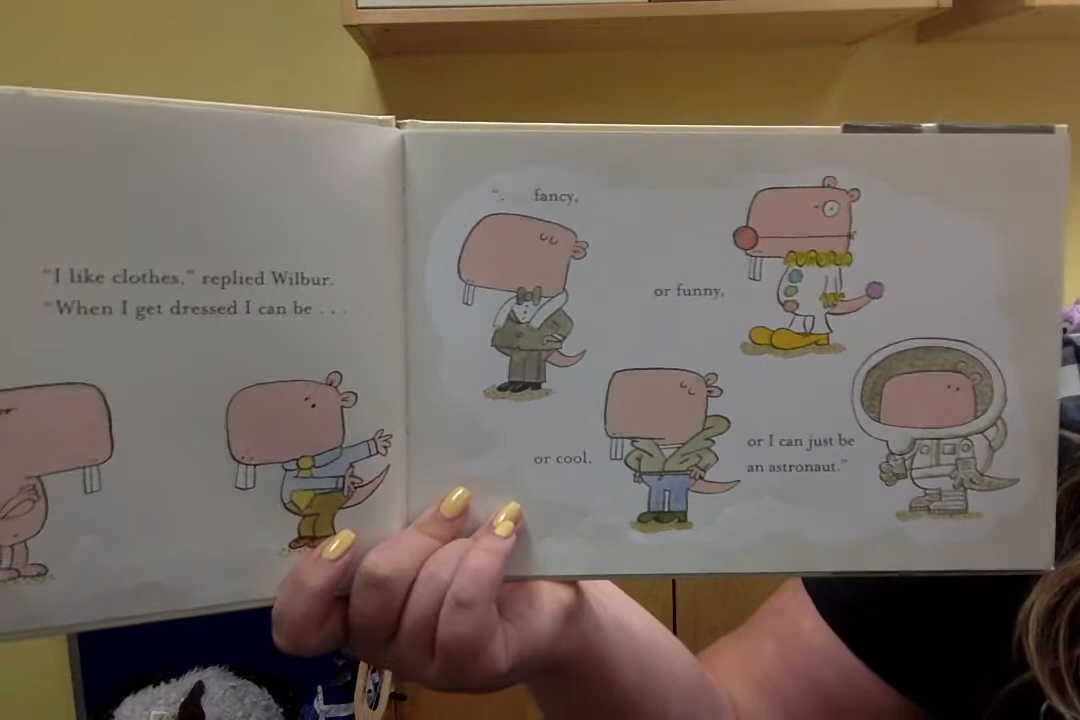 "I like clothes," replied Wilbur.
"When I get dressed I can be . . .
". fancy,
or funny,
or cool,
or I can just be
an astronaut."